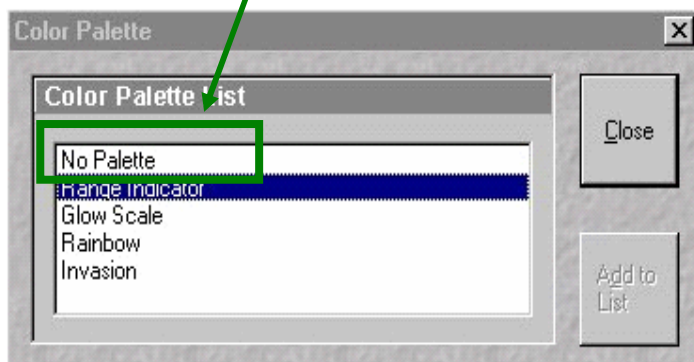 Color Palette
Color Palette List
No Palette
Range Indicator
Glow Scale
Rainbow
Invasion
Close
Add to
List